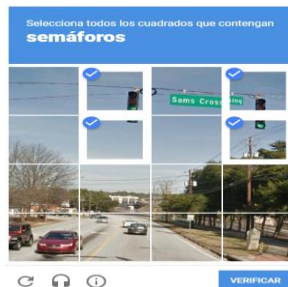 Selecciona todos los cuadrados que contengan
semáforos
Sams Crossing
VERIFICAR